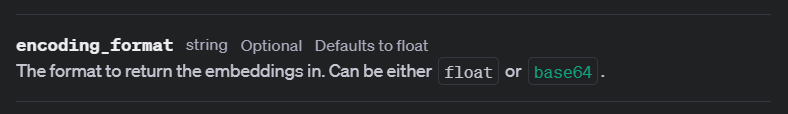 encoding_format string Optional Defaults to float
The format to return the embeddings in. Can be either float or base64.